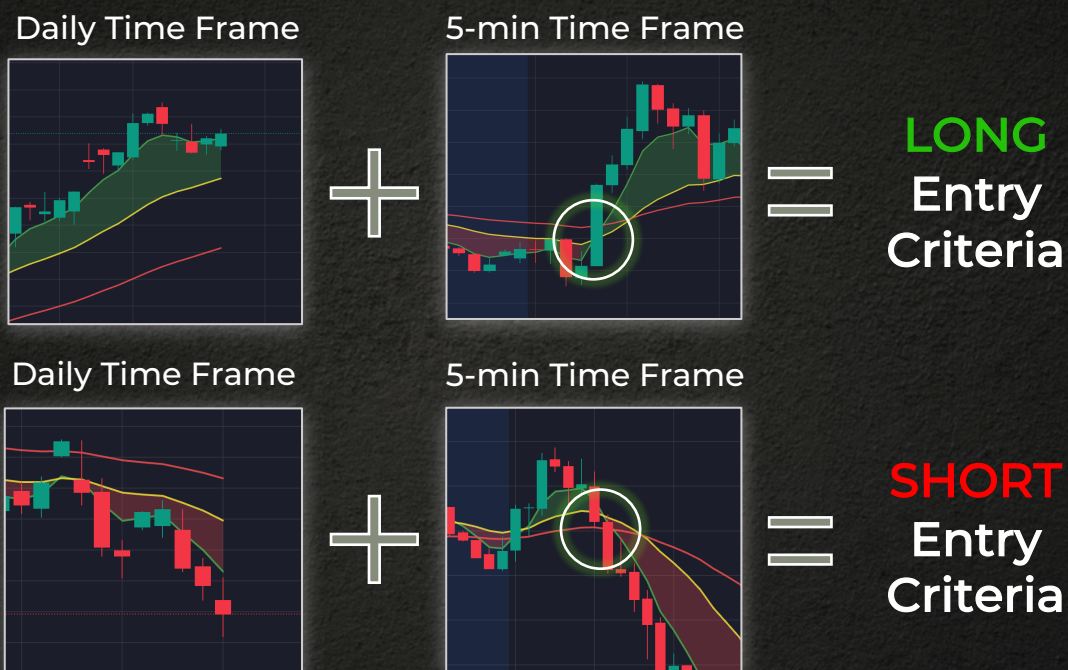 Daily Time Frame
5-min Time Frame
LONG
Entry
Criteria
Daily Time Frame
5-min Time Frame
SHORT
Entry
Criteria